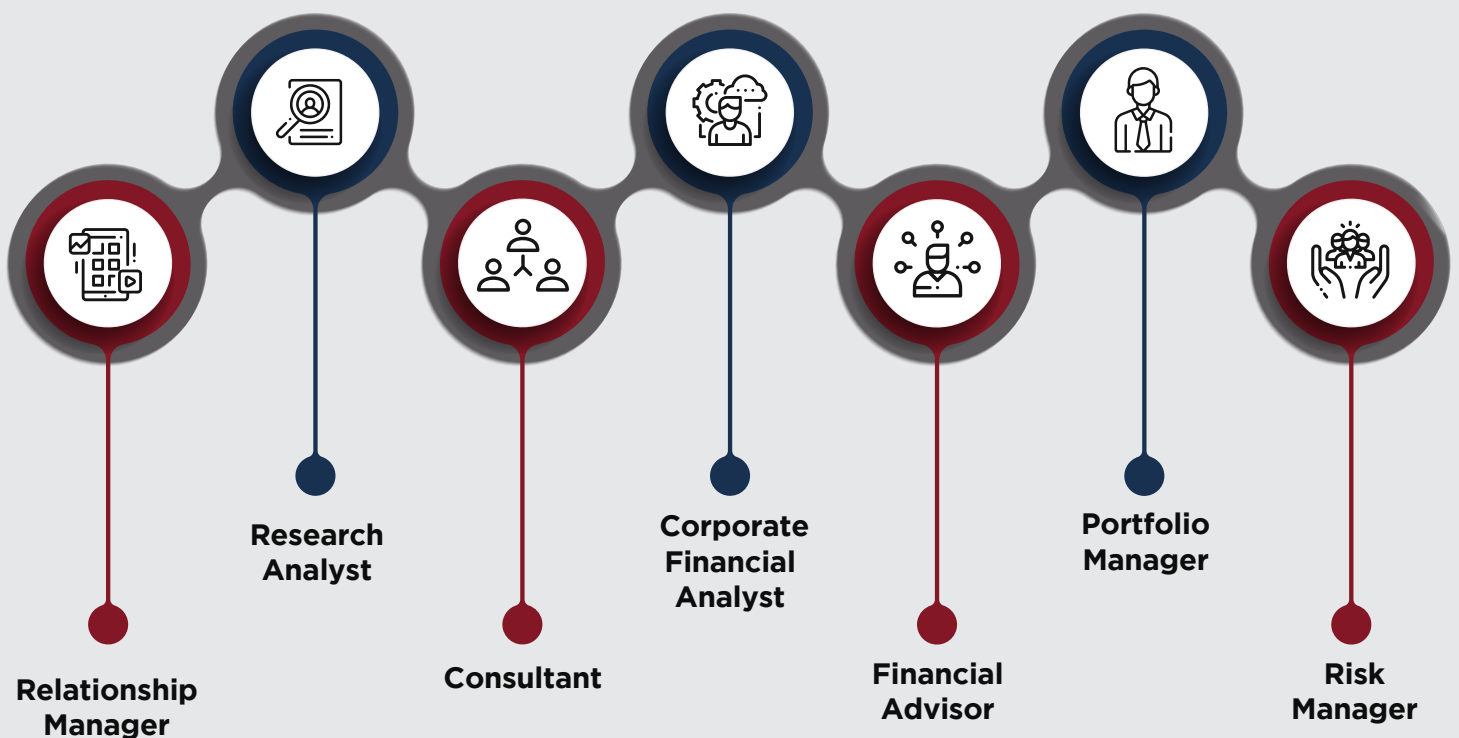 Relationship
Manager
Research
Analyst
Consultant
Corporate
Financial
Analyst
Financial
Advisor
Portfolio
Manager
Risk
Manager